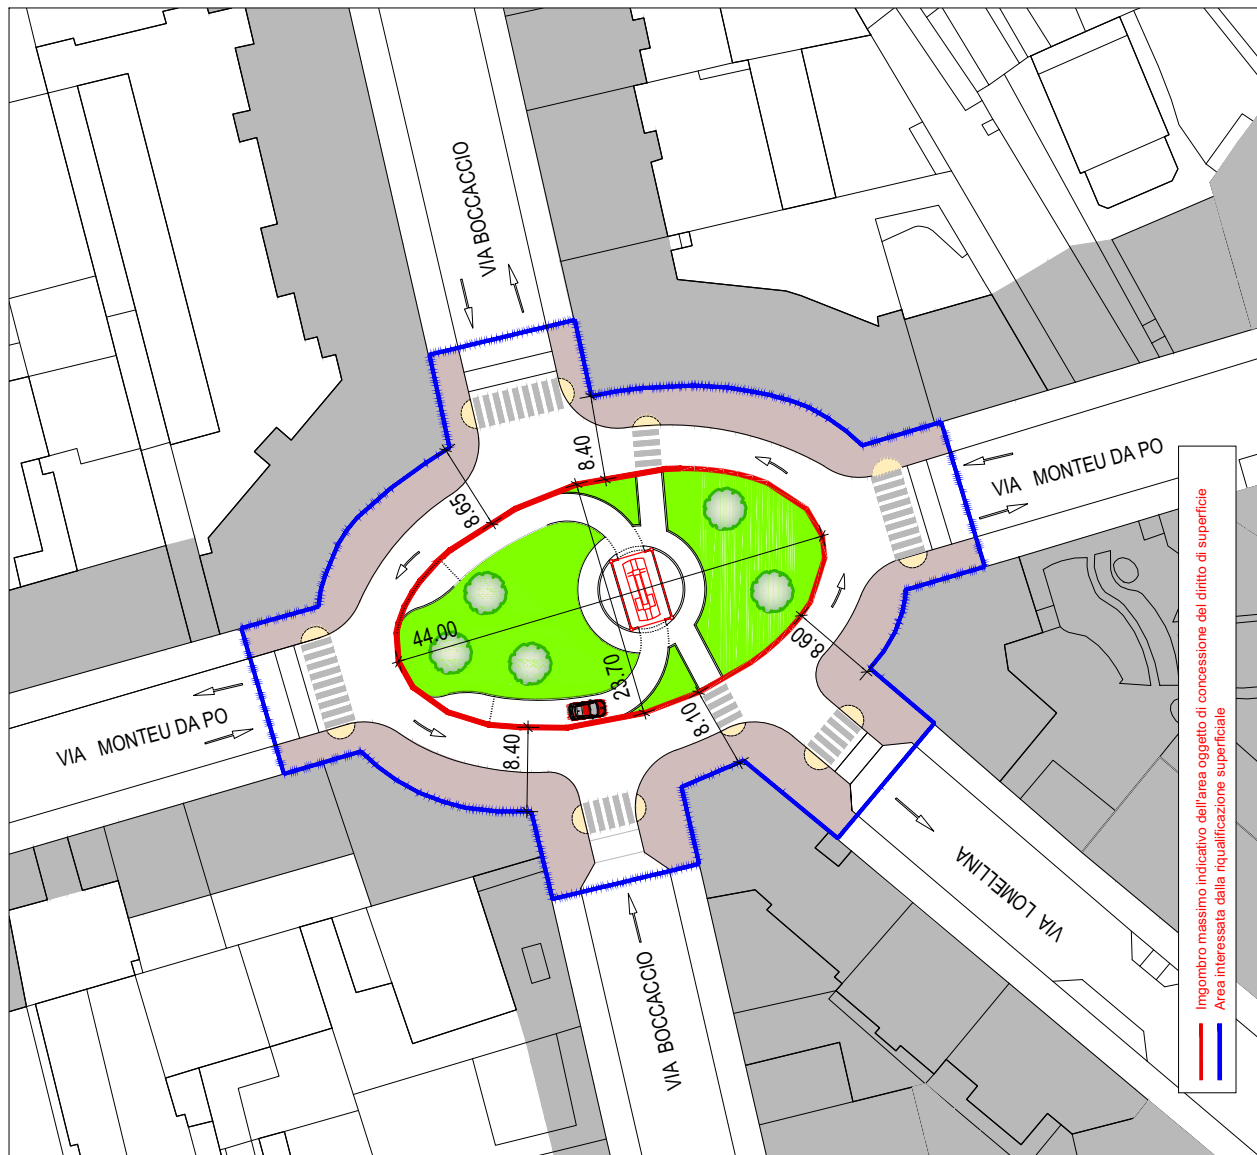 VIA BOCCACCIO
8.40
8.65
VIA MONTEU DA PO
44.00
VIA MONTEU DA PO
23.70
8.60
8.10
8.40
VIA LOMELLINA
VIA BOCCACCIO
Imgombro massimo indicativo dell'area oggetto di concessione del diritto di superficie
Area interessata dalla riqualificazione superficiale